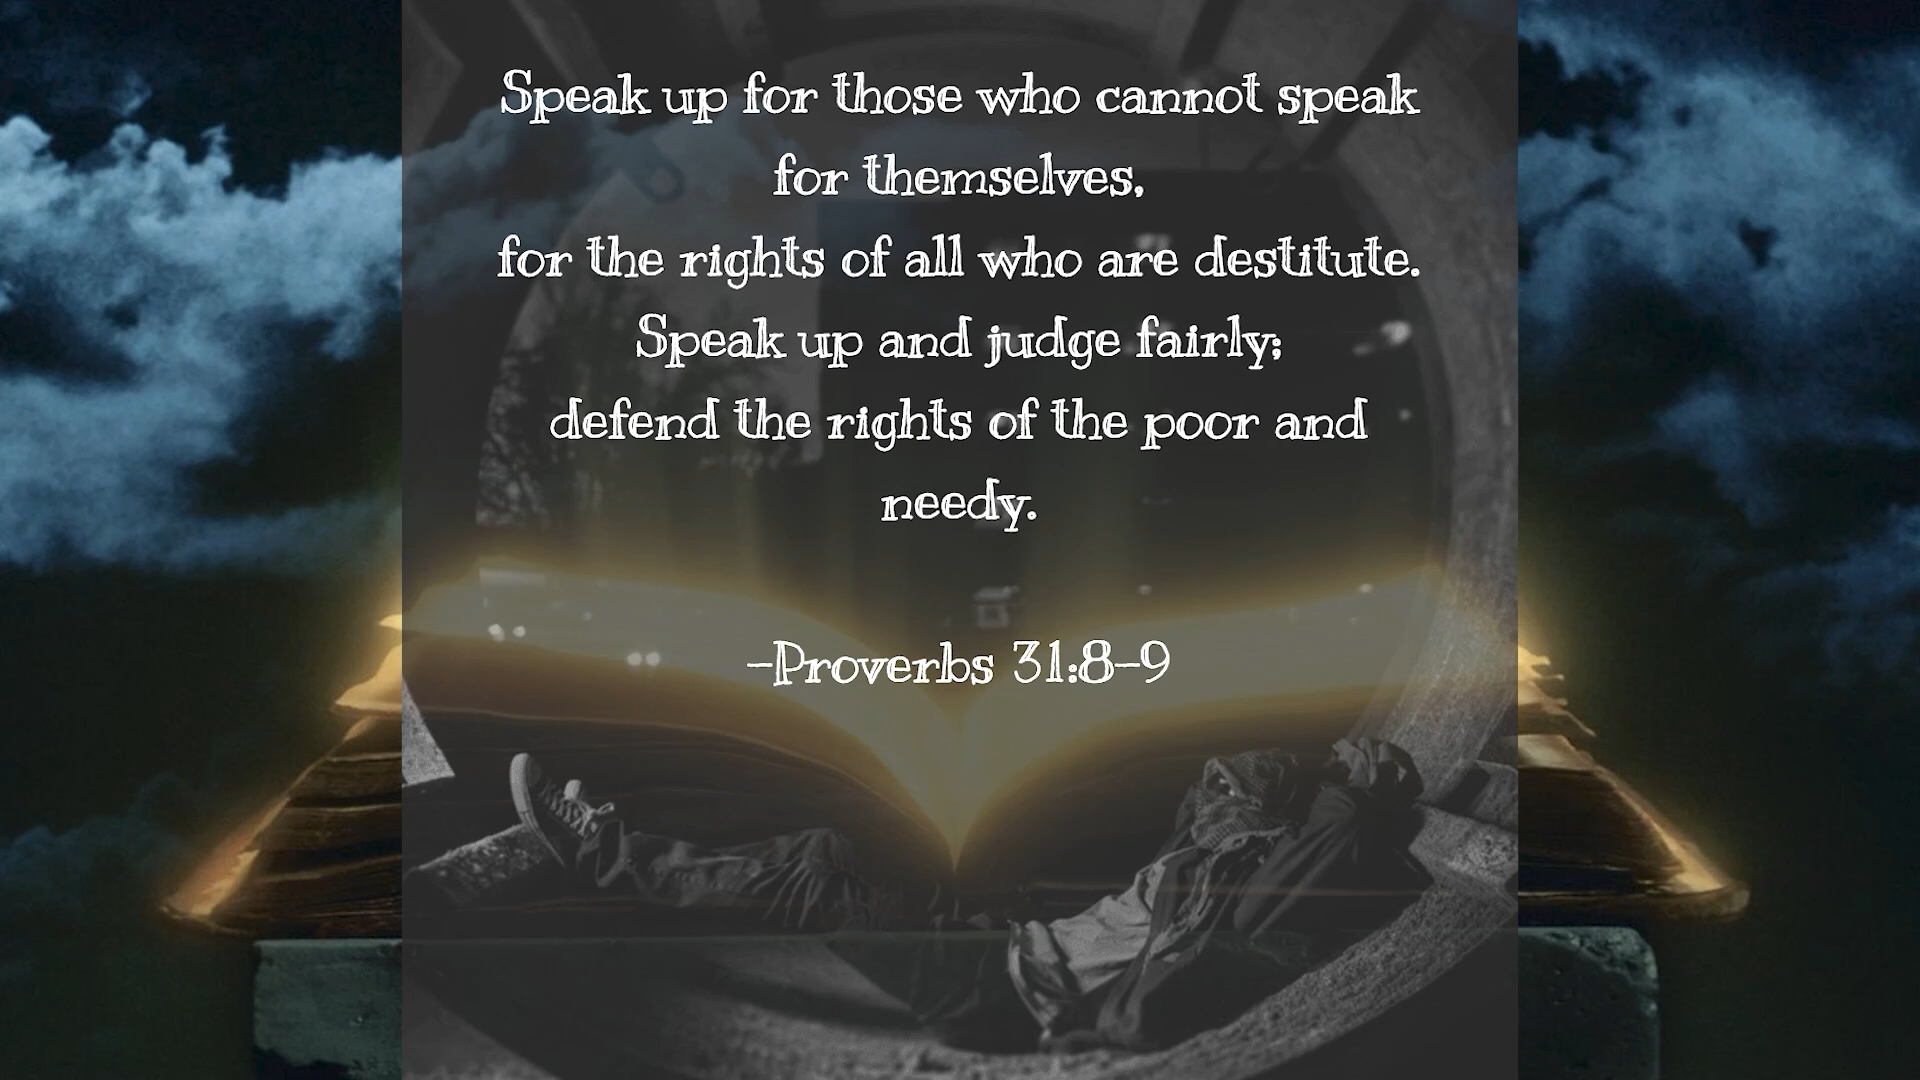 Speak up for those who cannot speak
for themselves,
for the rights of all who are destitute.
Speak up and judge fairly;
defend the rights of the poor and
needy.
-Proverbs 31:8-9